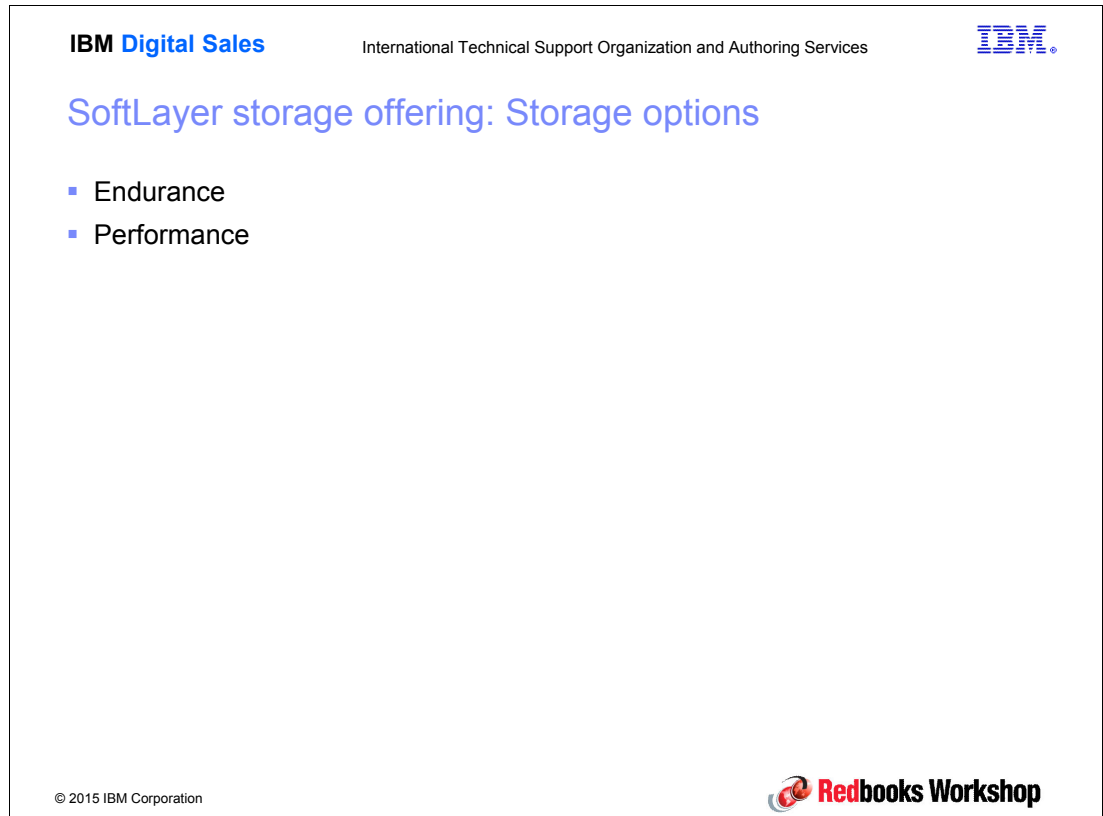 IBM Digital Sales
International Technical Support Organization and Authoring Services
IBM®
SoftLayer storage offering: Storage options
▪ Endurance
▪ Performance
© 2015 IBM Corporation
Redbooks Workshop